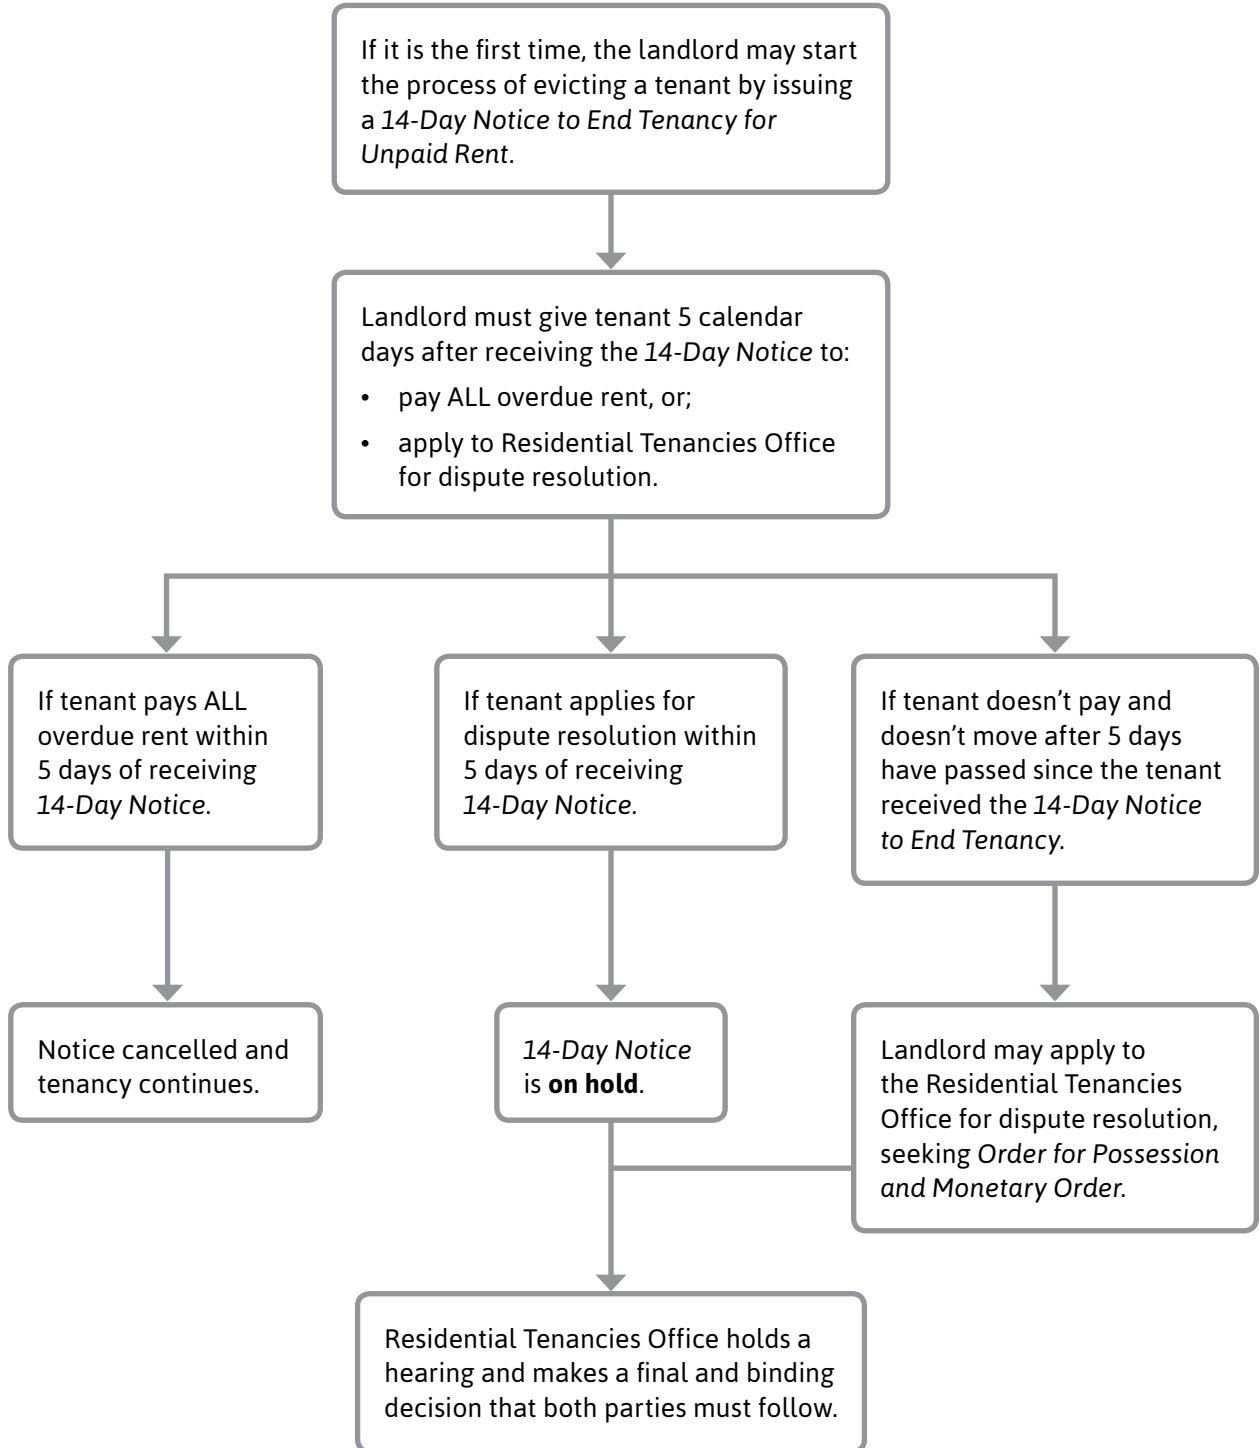 If it is the first time, the landlord may start
the process of evicting a tenant by issuing
a 14-Day Notice to End Tenancy for
Unpaid Rent.
Landlord must give tenant 5 calendar
days after receiving the 14-Day Notice to:
• pay ALL overdue rent, or;
• apply to Residential Tenancies Office
for dispute resolution.
If tenant pays ALL
overdue rent within
5 days of receiving
14-Day Notice.
If tenant applies for
dispute resolution within
5 days of receiving
14-Day Notice.
If tenant doesn’t pay and
doesn’t move after 5 days
have passed since the tenant
received the 14-Day Notice
to End Tenancy.
Notice cancelled and
tenancy continues.
14-Day Notice
is on hold.
Landlord may apply to
the Residential Tenancies
Office for dispute resolution,
seeking Order for Possession
and Monetary Order.
Residential Tenancies Office holds a
hearing and makes a final and binding
decision that both parties must follow.